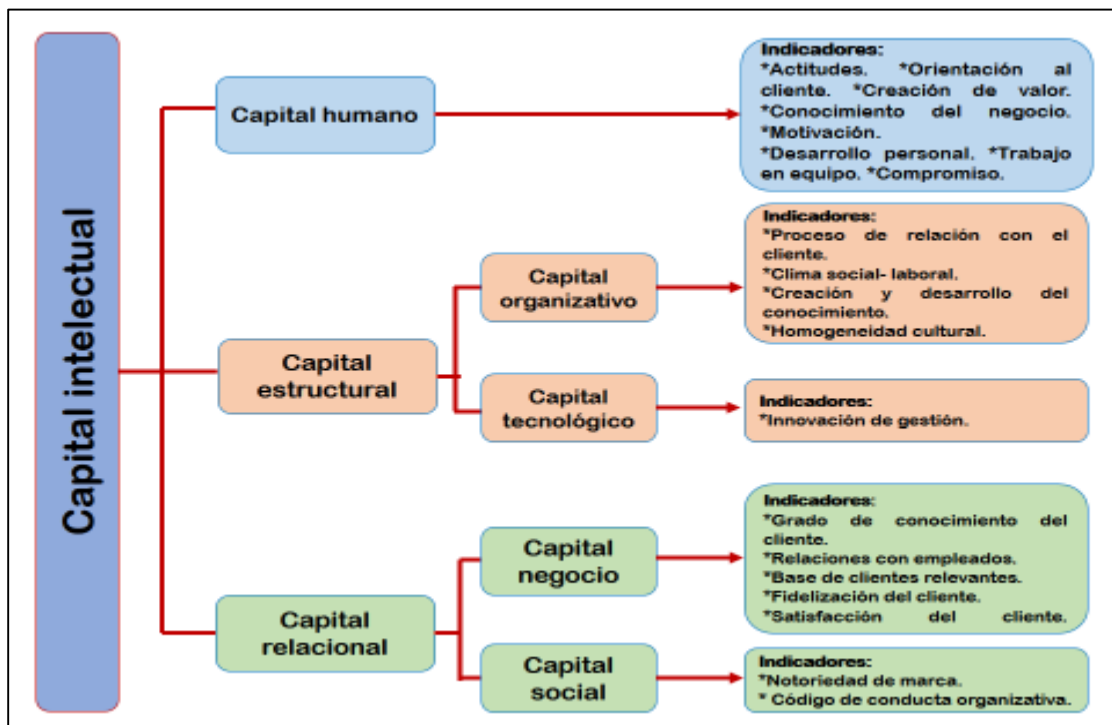 Capital intelectual
Capital humano
Indicadores:
*Actitudes. *Orientación al
cliente. *Creación de valor.
*Conocimiento del negocio.
*Motivación.
*Desarrollo personal. *Trabajo
en equipo. *Compromiso.
Capital
estructural
Capital
organizativo
Indicadores:
*Proceso de relación con el
cliente.
*Clima social- laboral.
*Creación y desarrollo del
conocimiento.
*Homogeneidad cultural.
Capital
tecnológico
Indicadores:
*Innovación de gestión.
Capital
relacional
Capital
negocio
Indicadores:
*Grado de conocimiento del
cliente.
*Relaciones con empleados.
*Base de clientes relevantes.
*Fidelización del cliente.
*Satisfacción del cliente.
Capital
social
Indicadores:
*Notoriedad de marca.
* Código de conducta organizativa.